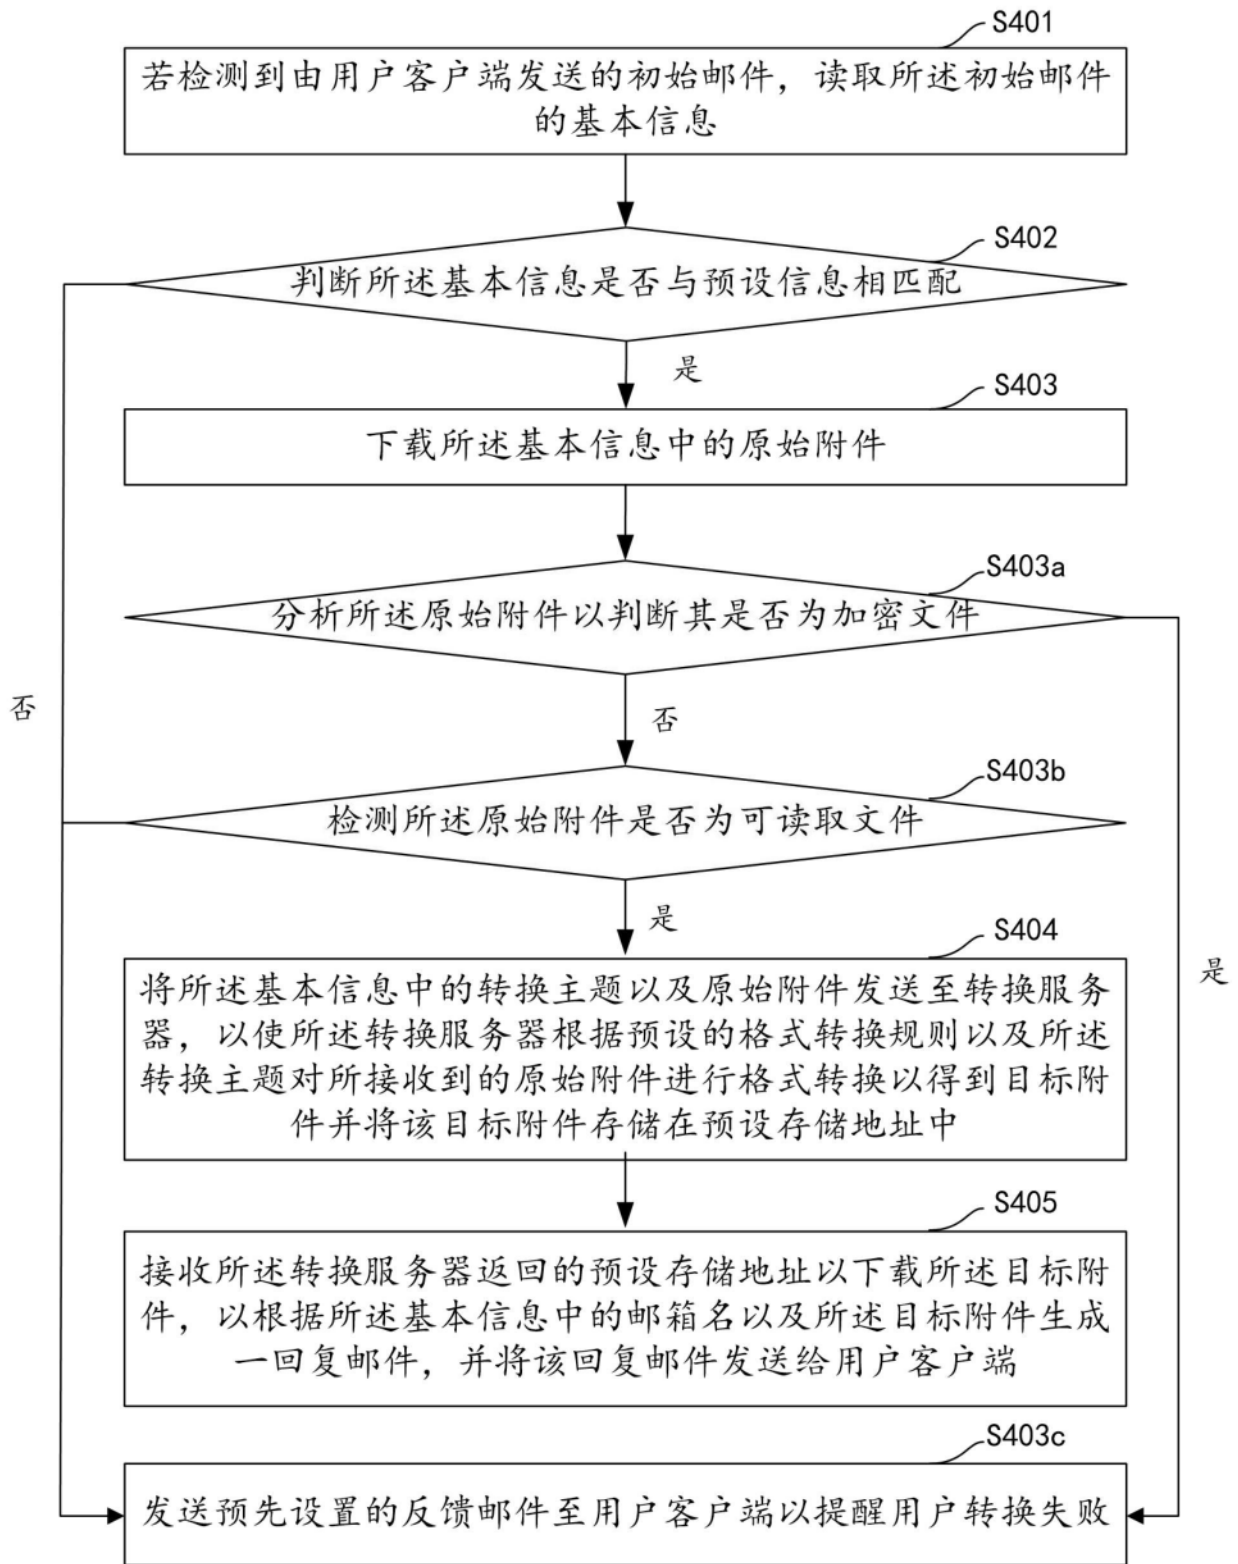 S401
若检测到由用户客户端发送的初始邮件，读取所述初始邮件
的基本信息
S402
判断所述基本信息是否与预设信息相匹配
是
S403
下载所述基本信息中的原始附件
S403a
分析所述原始附件以判断其是否为加密文件
否
否
S403b
检测所述原始附件是否为可读取文件
是
S404
是
将所述基本信息中的转换主题以及原始附件发送至转换服务
器，以使所述转换服务器根据预设的格式转换规则以及所述
转换主题对所接收到的原始附件进行格式转换以得到目标附
件并将该目标附件存储在预设存储地址中
S405
接收所述转换服务器返回的预设存储地址以下载所述目标附
件，以根据所述基本信息中的邮箱名以及所述目标附件生成
一回复邮件，并将该回复邮件发送给用户客户端
S403c
发送预先设置的反馈邮件至用户客户端以提醒用户转换失败